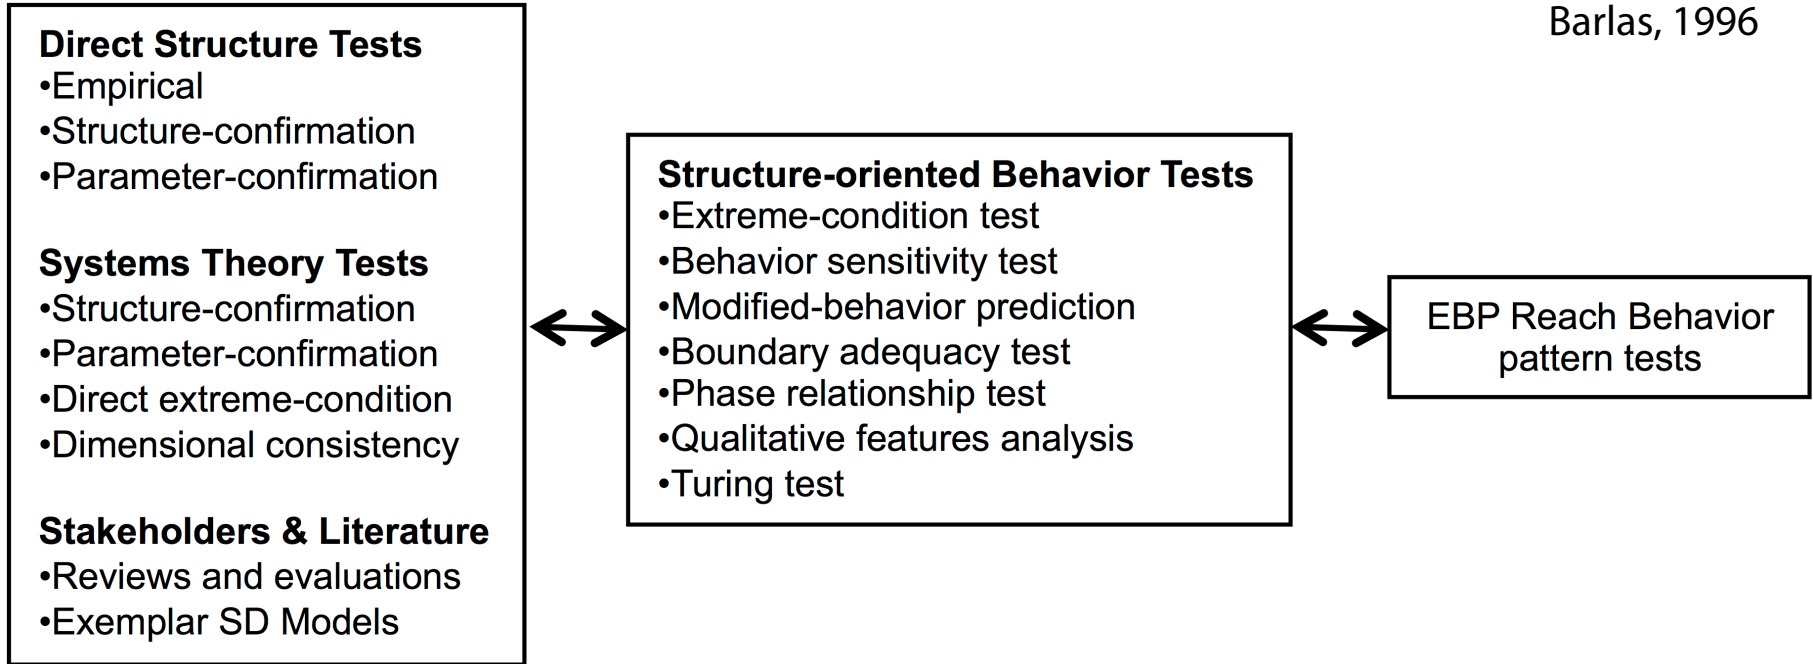 Barlas, 1996
Direct Structure Tests
•Empirical
•Structure-confirmation
•Parameter-confirmation
Systems Theory Tests
•Structure-confirmation
•Parameter-confirmation
•Direct extreme-condition
•Dimensional consistency
Stakeholders & Literature
•Reviews and evaluations
•Exemplar SD Models
Structure-oriented Behavior Tests
•Extreme-condition test
•Behavior sensitivity test
•Modified-behavior prediction
•Boundary adequacy test
•Phase relationship test
•Qualitative features analysis
•Turing test
EBP Reach Behavior
pattern tests